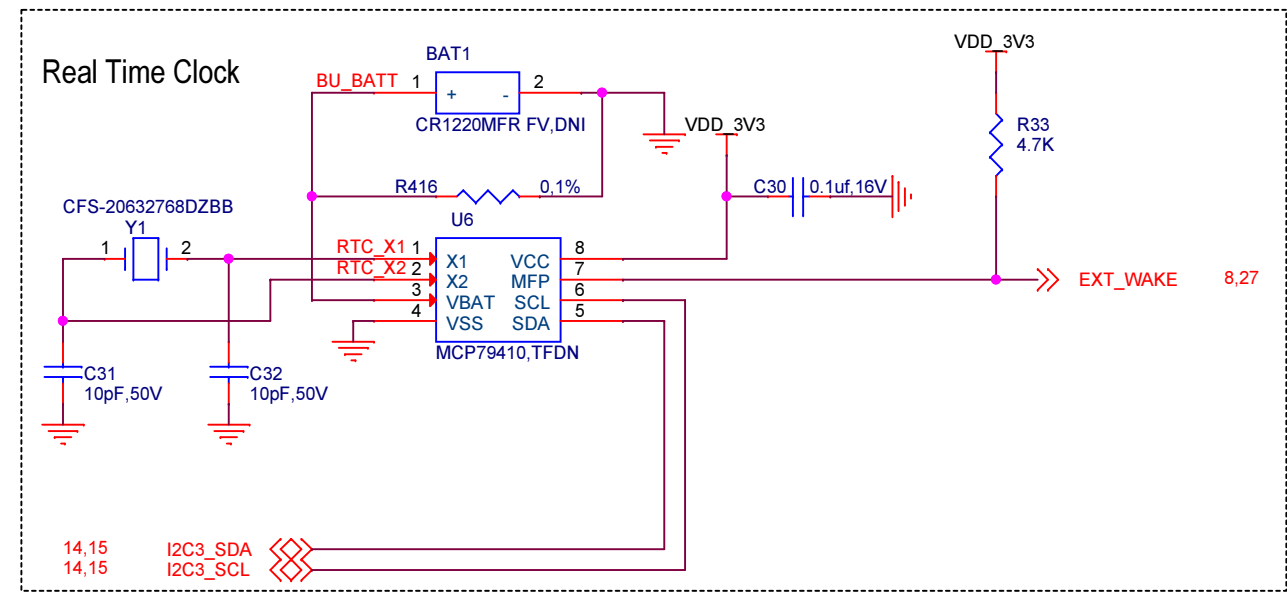 VDD_3V3
BAT1
Real Time Clock
BU_BATT 1 + - 2
CR1220MFR FV,DNI
VDD_3V3
R33
4.7K
R416 0,1%
C30 0.1uf,16V
CFS-20632768DZBB
Y1
U6
1 2
RTC_X1 1 X1 VCC 8
RTC_X2 2 X2 MFP 7
EXT_WAKE 8,27
3 VBAT SCL 6
4 VSS SDA 5
MCP79410,TFDN
C31
10pF,50V
C32
10pF,50V
14,15 I2C3_SDA
14,15 I2C3_SCL